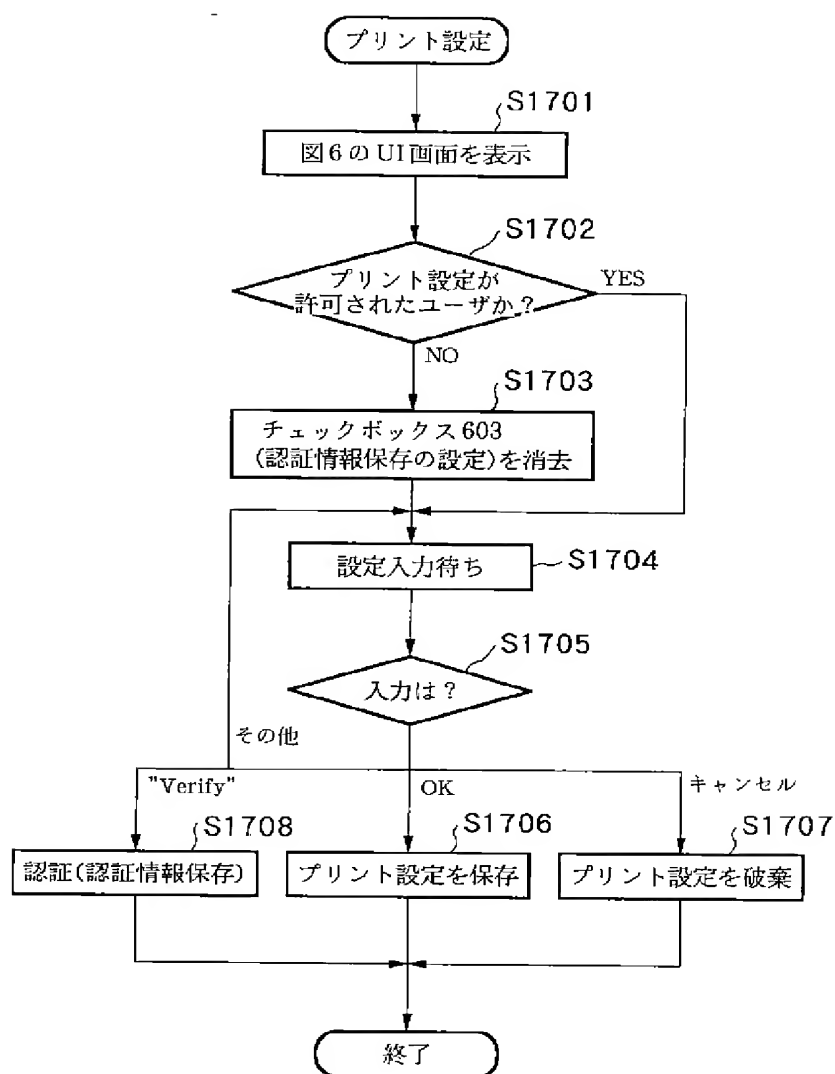 プリント設定
S1701
図6のUI画面を表示
S1702
プリント設定が
許可されたユーザか?
YES
NO
S1703
チェックボックス603
(認証情報保存の設定)を消去
設定入力待ち
S1704
S1705
入力は?
その他
"Verify"
OK
キャンセル
S1708
S1706
S1707
認証(認証情報保存)
プリント設定を保存
プリント設定を破棄
終了